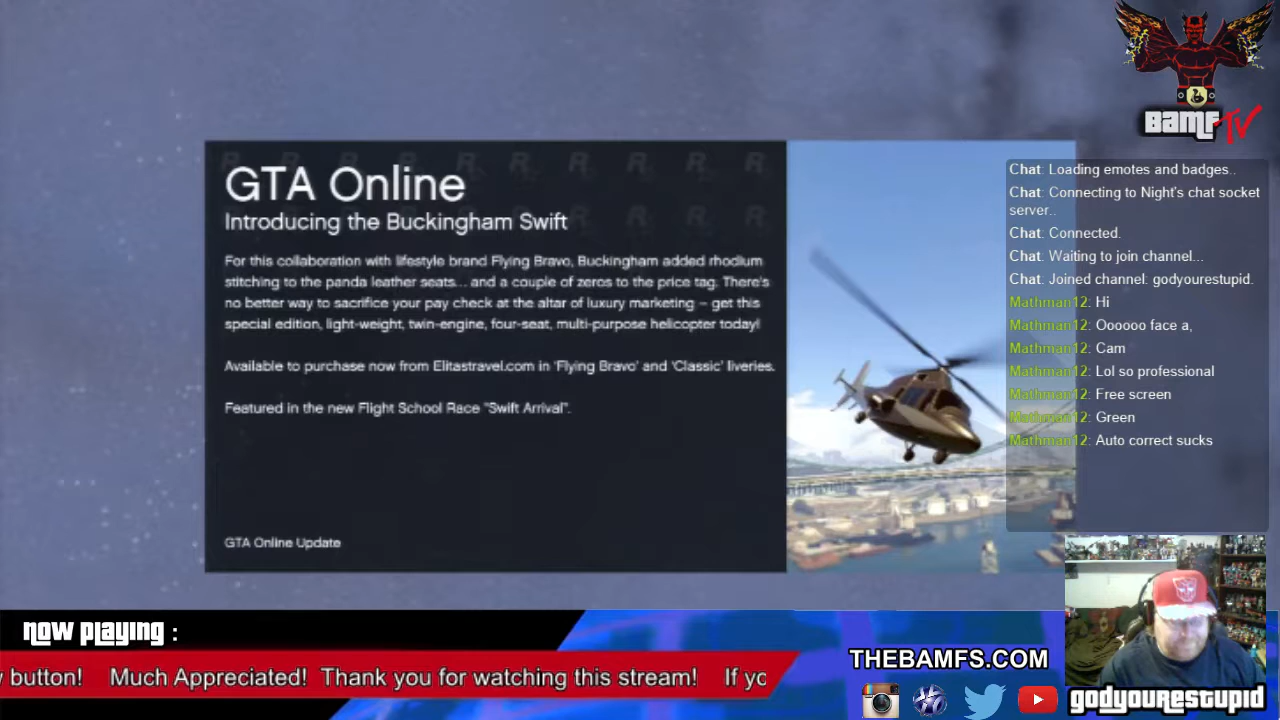 BAMF TV
GTA Online
Introducing the Buckingham Swift
For this collaboration with lifestyle brand Flying Bravo, Buckingham added rhodium
stitching to the panda leather seats... and a couple of zeros to the price tag. There's
no better way to sacrifice your pay check at the altar of luxury marketing – get this
special edition, light-weight, twin-engine, four-seat, multi-purpose helicopter today!
Available to purchase now from Elitastravel.com in 'Flying Bravo' and 'Classic' liveries.
Featured in the new Flight School Race "Swift Arrival".
GTA Online Update
Chat: Loading emotes and badges..
Chat: Connecting to Night's chat socket
server..
Chat: Connected.
Chat: Waiting to join channel...
Chat: Joined channel: godyourestupid.
Mathman12: Hi
Mathman12: Oooooo face a,
Mathman12: Cam
Mathman12: Lol so professional
Mathman12: Free screen
Mathman12: Green
Mathman12: Auto correct sucks
now playing :
w button! Much Appreciated! Thank you for watching this stream! If yo
THEBAMFS.COM
godyourestupid